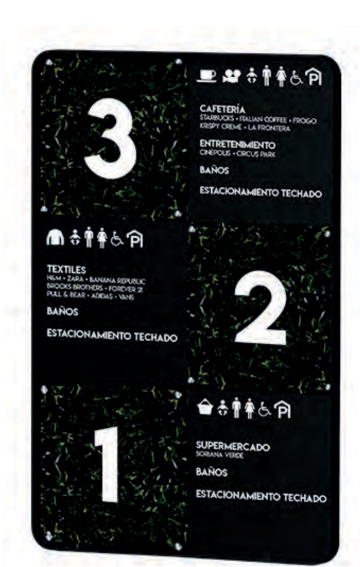 3
CAFETERÍA
STARBUCKS • ITALIAN COFFEE • FROGO
KRISPY CREME • LA FRONTERA
ENTRETENIMIENTO
CINEPOLIS • CIRCUS PARK
BAÑOS
ESTACIONAMIENTO TECHADO
P
TEXTILES
H&M • ZARA • BANANA REPUBLIC
BROOKS BROTHERS • FOREVER 21
PULL & BEAR • ADIDAS • VANS
BAÑOS
ESTACIONAMIENTO TECHADO
P
2
1
P
SUPERMERCADO
SORIANA VERDE
BAÑOS
ESTACIONAMIENTO TECHADO
P